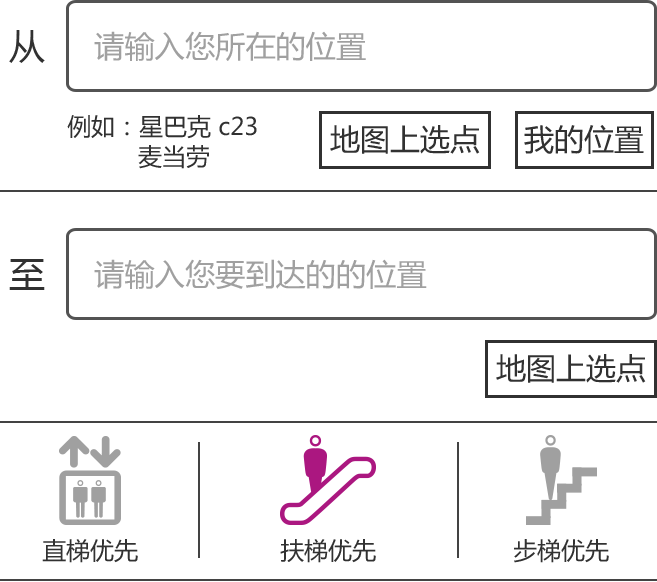 从 请输入您所在的位置
例如：星巴克 c23
麦当劳
地图上选点 我的位置
至 请输入您要到达的的位置
地图上选点
直梯优先 扶梯优先 步梯优先